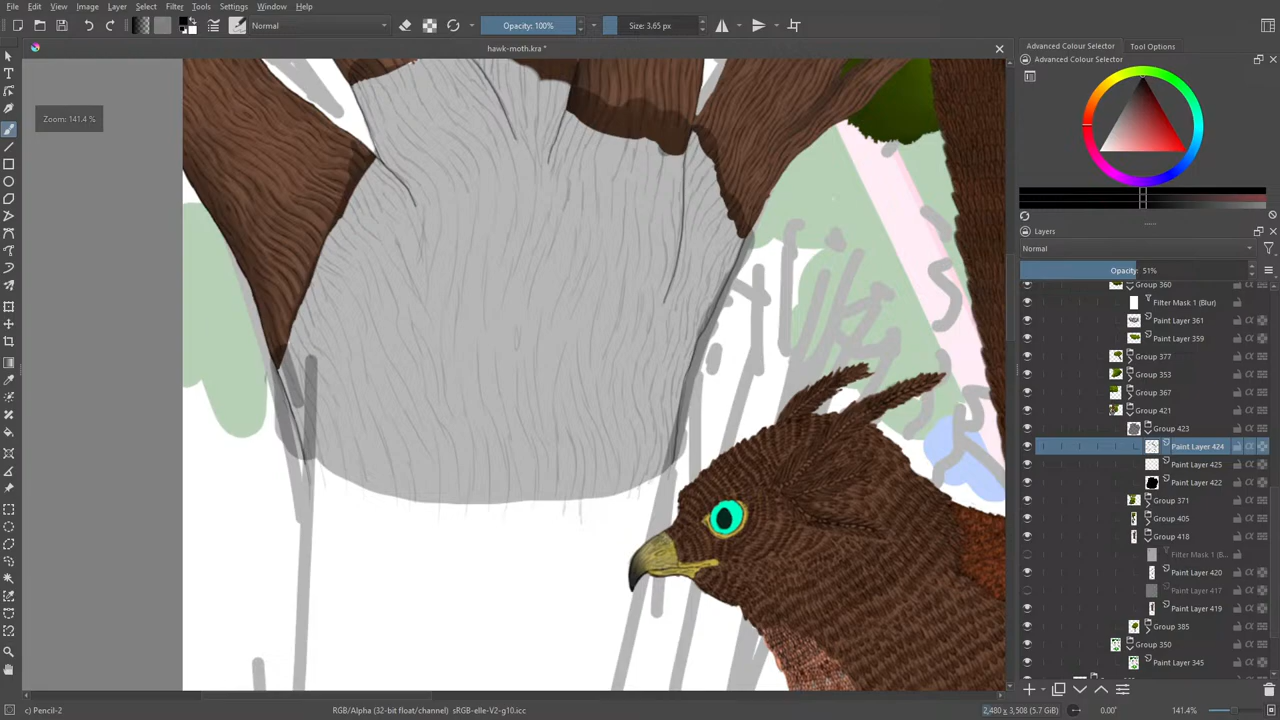 File Edit View Image Layer Select Filter Tools Settings Window Help
Normal Opacity: 100% Size: 3.65 px
hawk-moth.kra *
Zoom: 141.4 %
Advanced Colour Selector Tool Options
Advanced Colour Selector
Layers
Normal
Opacity: 51%
Group 360
Filter Mask 1 (Blur)
Paint Layer 361
Paint Layer 359
Group 377
Group 353
Group 367
Group 421
Group 423
Paint Layer 424
Paint Layer 425
Paint Layer 422
Group 371
Group 405
Group 418
Filter Mask 1 (B...
Paint Layer 420
Paint Layer 417
Paint Layer 419
Group 385
Group 350
Paint Layer 345
c) Pencil-2 RGB/Alpha (32-bit float/channel) sRGB-elle-V2-g10.icc 2,480 x 3,508 (5.7 GiB) 0.00° 141.4%